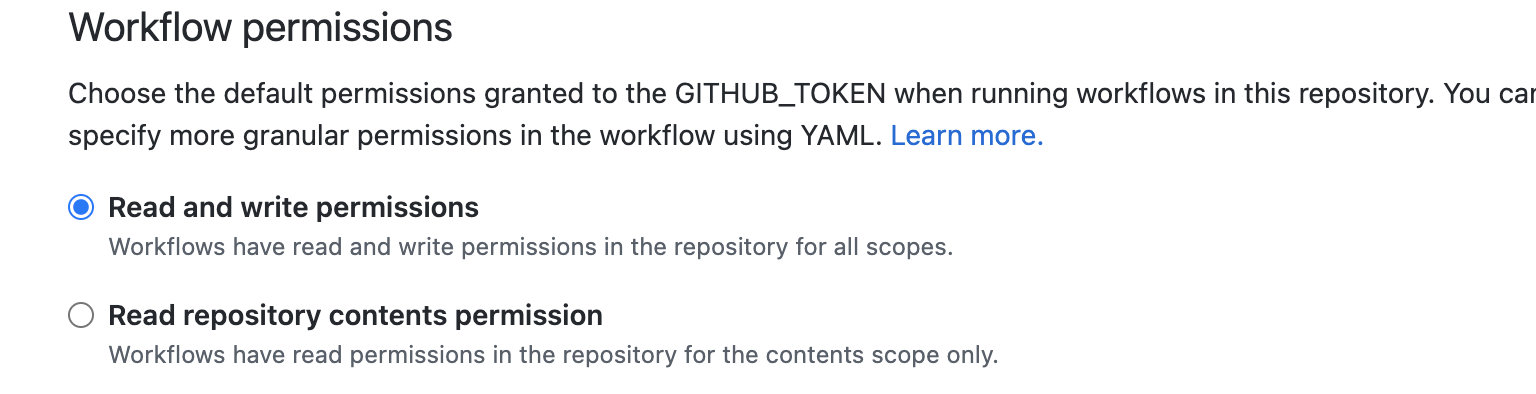 Workflow permissions
Choose the default permissions granted to the GITHUB_TOKEN when running workflows in this repository. You can
specify more granular permissions in the workflow using YAML. Learn more.
Read and write permissions
Workflows have read and write permissions in the repository for all scopes.
Read repository contents permission
Workflows have read permissions in the repository for the contents scope only.